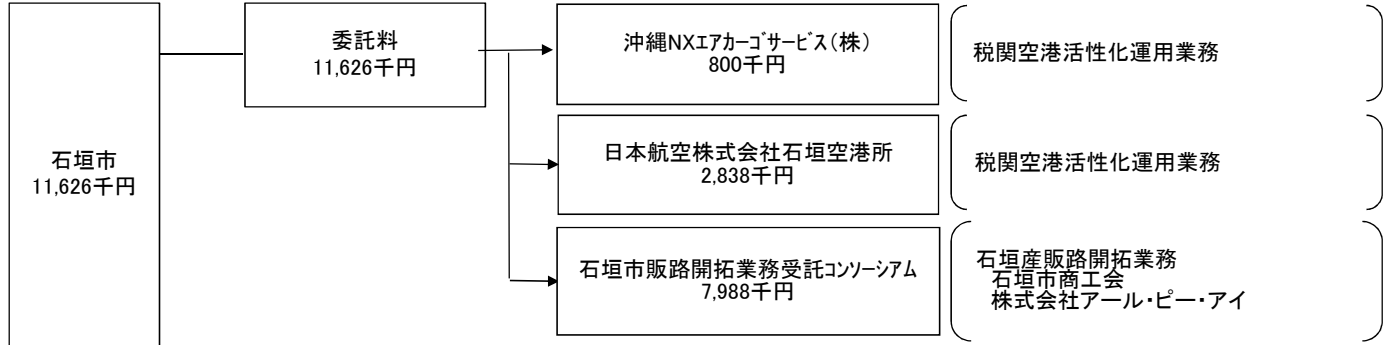 石垣市
11,626千円
委託料
11,626千円
沖縄NXｴｱｶｰｺﾞｻｰﾋﾞｽ(株)
800千円
税関空港活性化運用業務
日本航空株式会社石垣空港所
2,838千円
税関空港活性化運用業務
石垣市販路開拓業務受託ｺﾝｿｰｼｱﾑ
7,988千円
石垣産販路開拓業務
石垣市商工会
株式会社アール・ピー・アイ